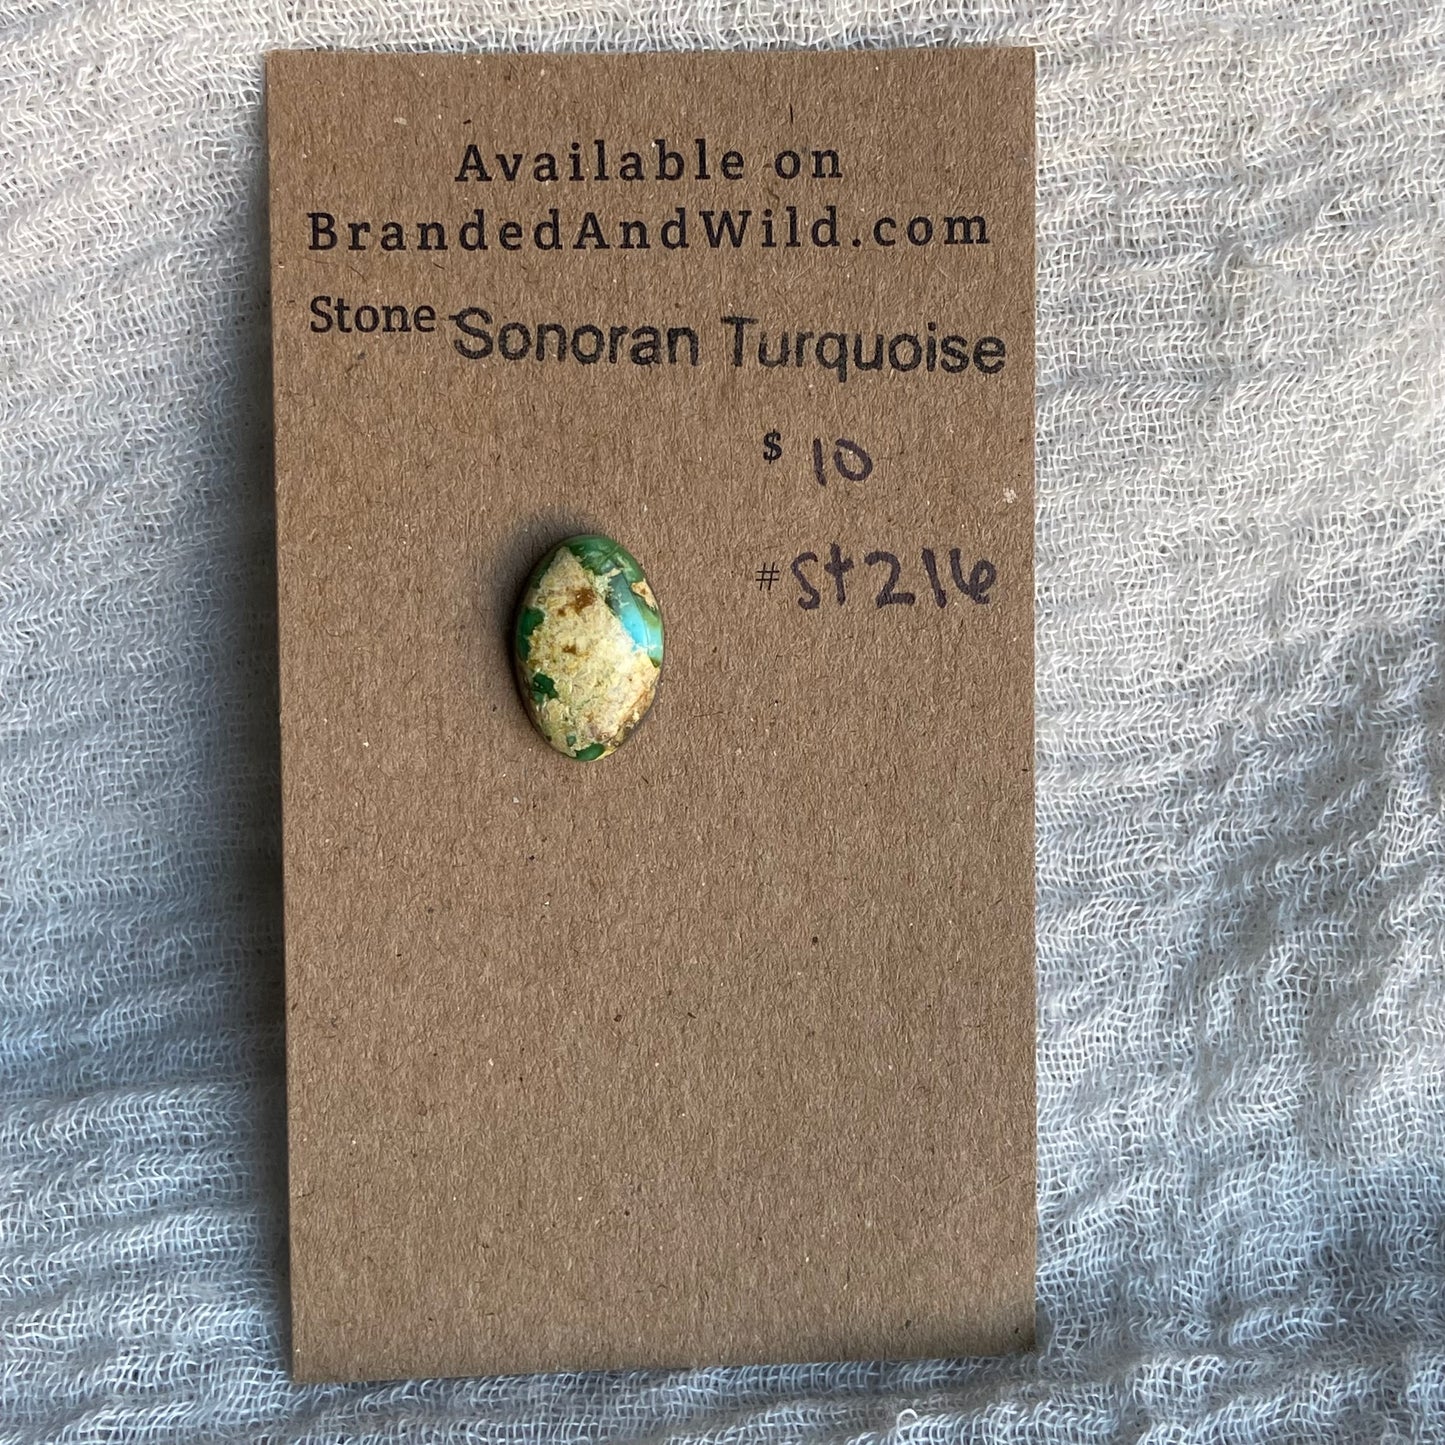 Available on
BrandedAndWild.com
Stone-Sonoran Turquoise
$ 10
# St216